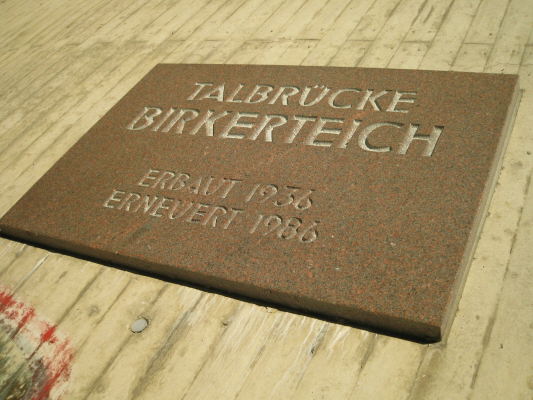 TALBRÜCKE
BIRKERTEICH
ERBAUT 1936
ERNEUERT 1986